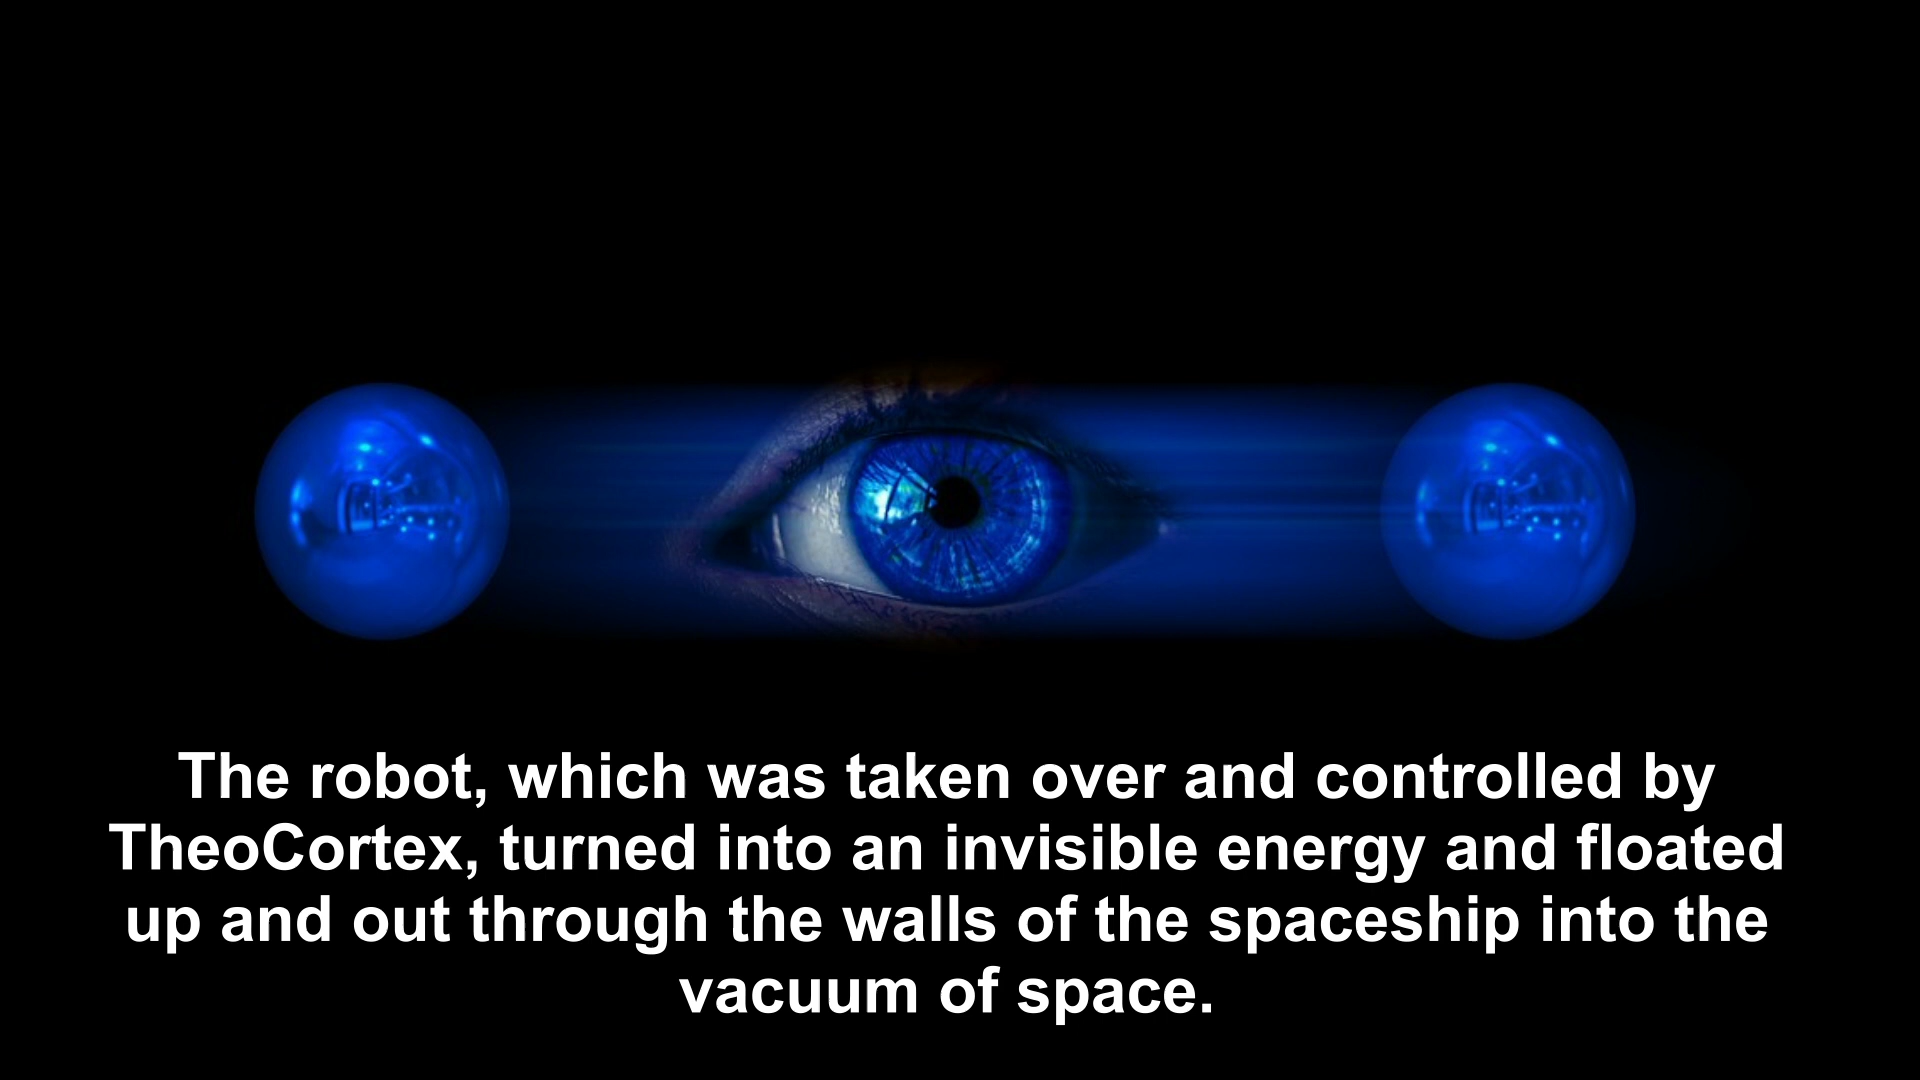 The robot, which was taken over and controlled by
TheoCortex, turned into an invisible energy and floated
up and out through the walls of the spaceship into the
vacuum of space.